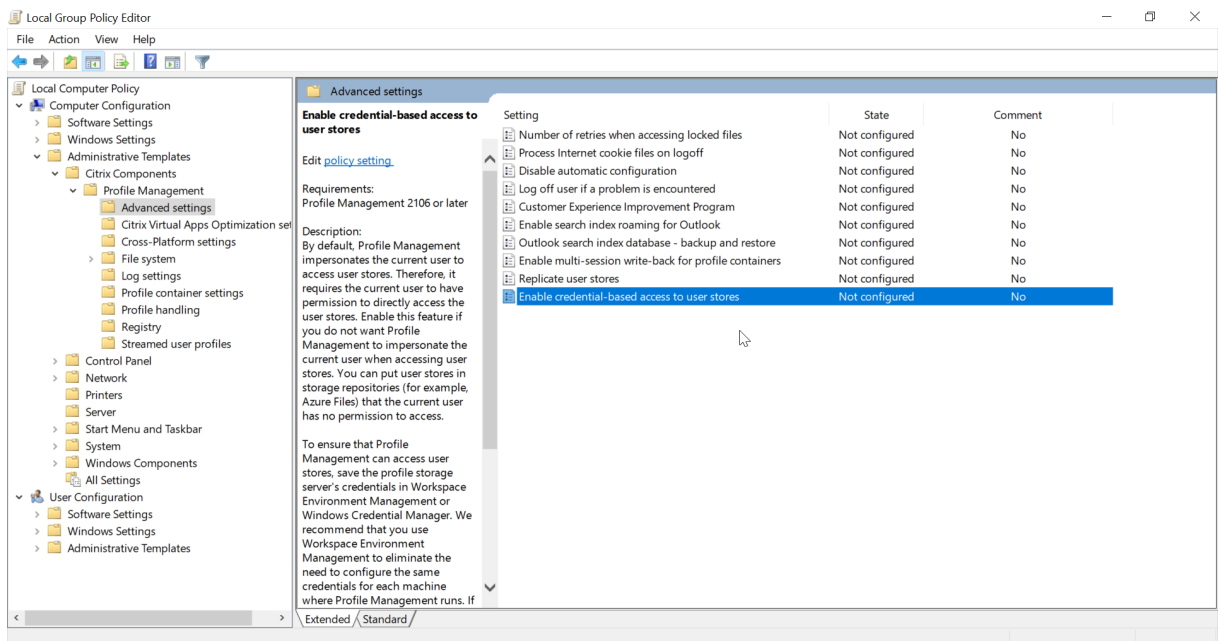 Local Group Policy Editor
File Action View Help
Local Computer Policy
Computer Configuration
Software Settings
Windows Settings
Administrative Templates
Citrix Components
Profile Management
Advanced settings
Citrix Virtual Apps Optimization set
Cross-Platform settings
File system
Log settings
Profile container settings
Profile handling
Registry
Streamed user profiles
Control Panel
Network
Printers
Server
Start Menu and Taskbar
System
Windows Components
All Settings
User Configuration
Software Settings
Windows Settings
Administrative Templates
Advanced settings
Enable credential-based access to
user stores
Edit policy setting
Requirements:
Profile Management 2106 or later
Description:
By default, Profile Management
impersonates the current user to
access user stores. Therefore, it
requires the current user to have
permission to directly access the
user stores. Enable this feature if
you do not want Profile
Management to impersonate the
current user when accessing user
stores. You can put user stores in
storage repositories (for example,
Azure Files) that the current user
has no permission to access.
To ensure that Profile
Management can access user
stores, save the profile storage
server's credentials in Workspace
Environment Management or
Windows Credential Manager. We
recommend that you use
Workspace Environment
Management to eliminate the
need to configure the same
credentials for each machine
where Profile Management runs. If
Setting State Comment
Number of retries when accessing locked files Not configured No
Process Internet cookie files on logoff Not configured No
Disable automatic configuration Not configured No
Log off user if a problem is encountered Not configured No
Customer Experience Improvement Program Not configured No
Enable search index roaming for Outlook Not configured No
Outlook search index database - backup and restore Not configured No
Enable multi-session write-back for profile containers Not configured No
Replicate user stores Not configured No
Enable credential-based access to user stores Not configured No
Extended Standard